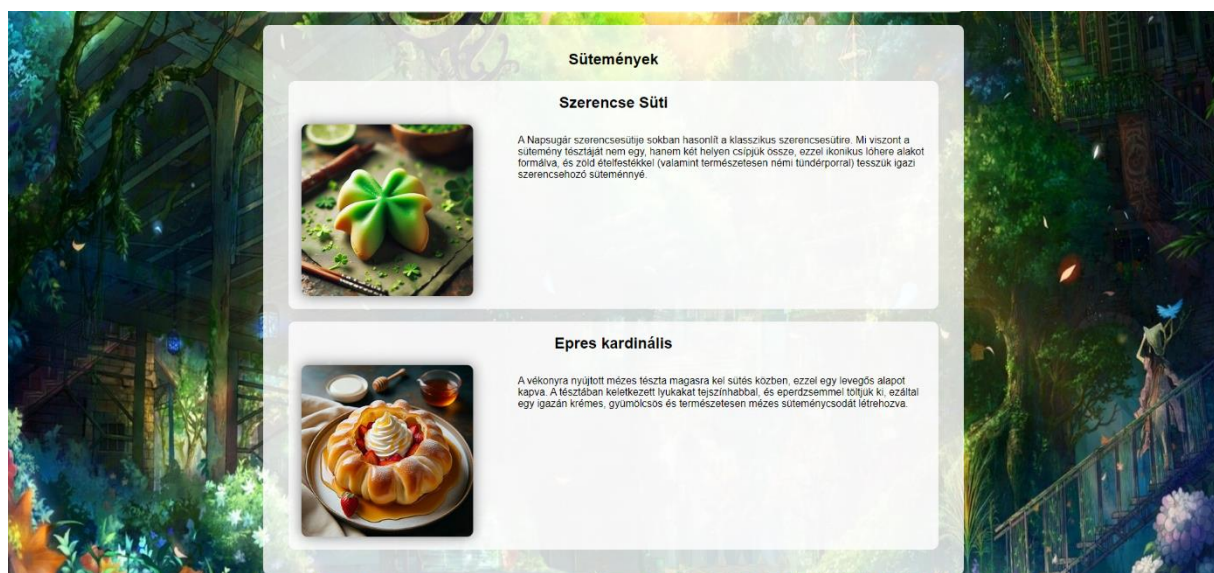 Sütemények
Szerencse Süti
A Napsugár szerencsesütije sokban hasonlít a klasszikus szerencsesütire. Mi viszont a
sütemény tésztáját nem egy, hanem két helyen csípjük össze, ezzel ikonikus lóhere alakot
formálva, és zöld ételfestékkel (valamint természetesen némi tündérporral) tesszük igazi
szerencsehozó süteménnyé.
Epres kardinális
A vékonyra nyújtott mézes tészta magasra kel sütés közben, ezzel egy levegős alapot
kapva. A tésztában keletkezett lyukakat tejszínhabbal, és eperdzsemmel töltjük ki, ezáltal
egy igazán krémes, gyümölcsös és természetesen mézes süteménycsodát létrehozva.